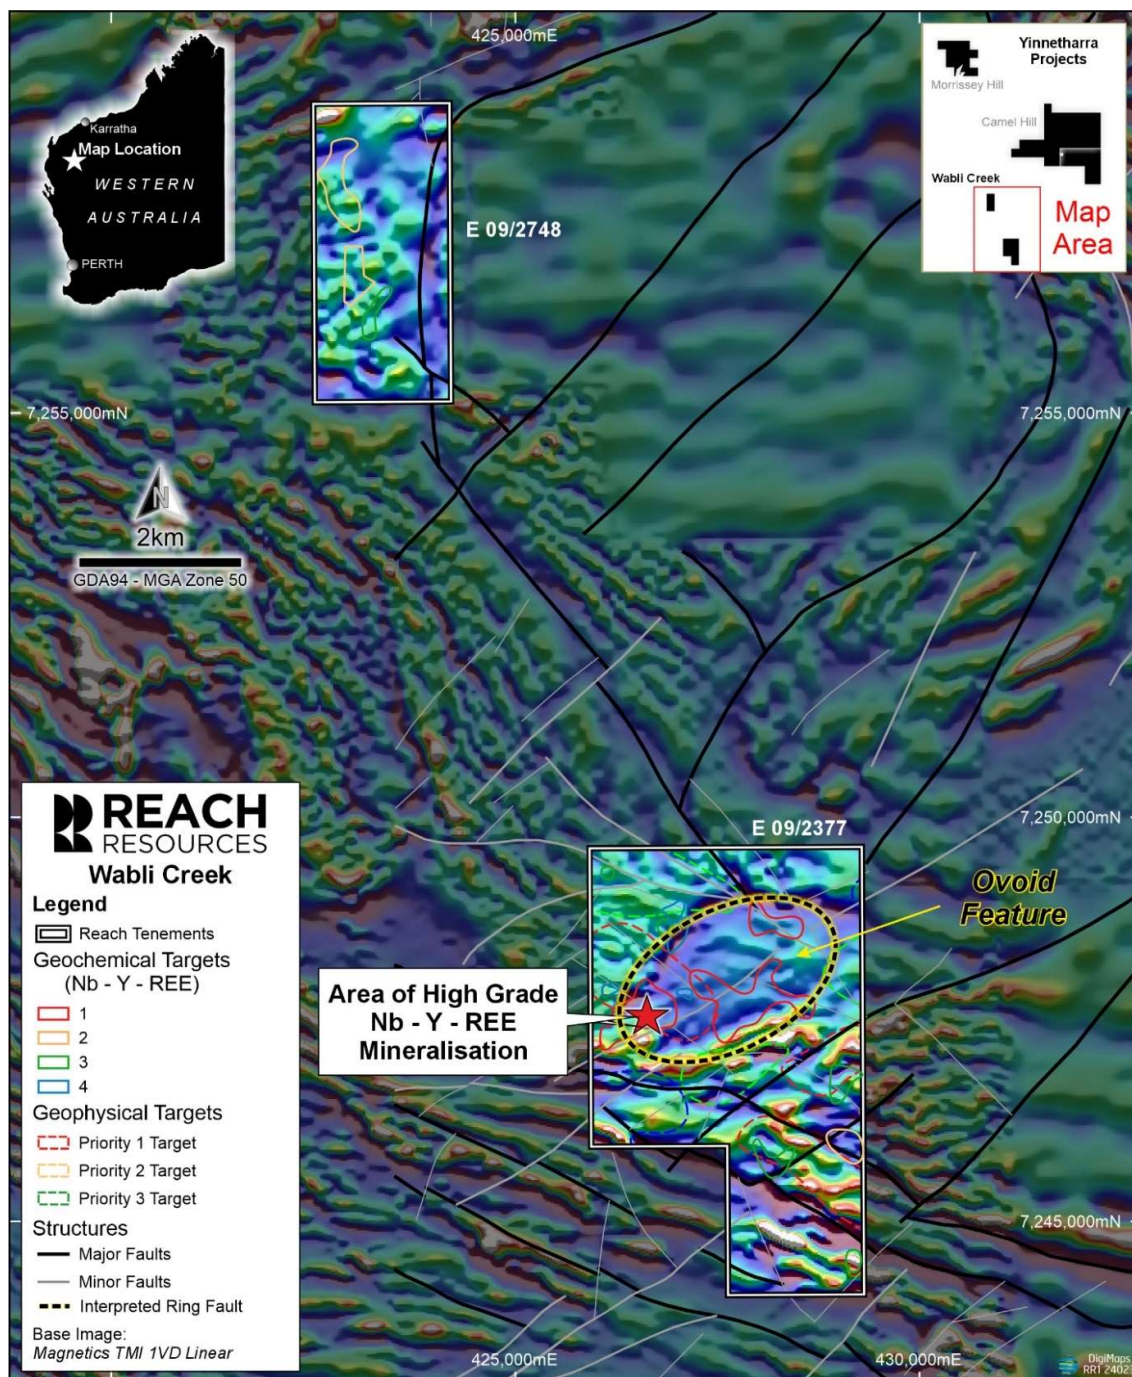 425,000mE
Karratha
Map Location
WESTERN
AUSTRALIA
PERTH
Yinnetharra
Projects
Morrissey Hill
Camel Hill
Wabli Creek
Map
Area
E 09/2748
7,255,000mN
7,255,000mN
N
2km
GDA94 - MGA Zone 50
7,250,000mN
E 09/2377
Ovoid
Feature
Area of High Grade
Nb - Y - REE
Mineralisation
REACH
RESOURCES
Wabli Creek
Legend
Reach Tenements
Geochemical Targets
(Nb - Y - REE)
1
2
3
4
Geophysical Targets
Priority 1 Target
Priority 2 Target
Priority 3 Target
Structures
Major Faults
Minor Faults
Interpreted Ring Fault
Base Image:
Magnetics TMI 1VD Linear
7,245,000mN
425,000mE
430,000mE
DigiMaps